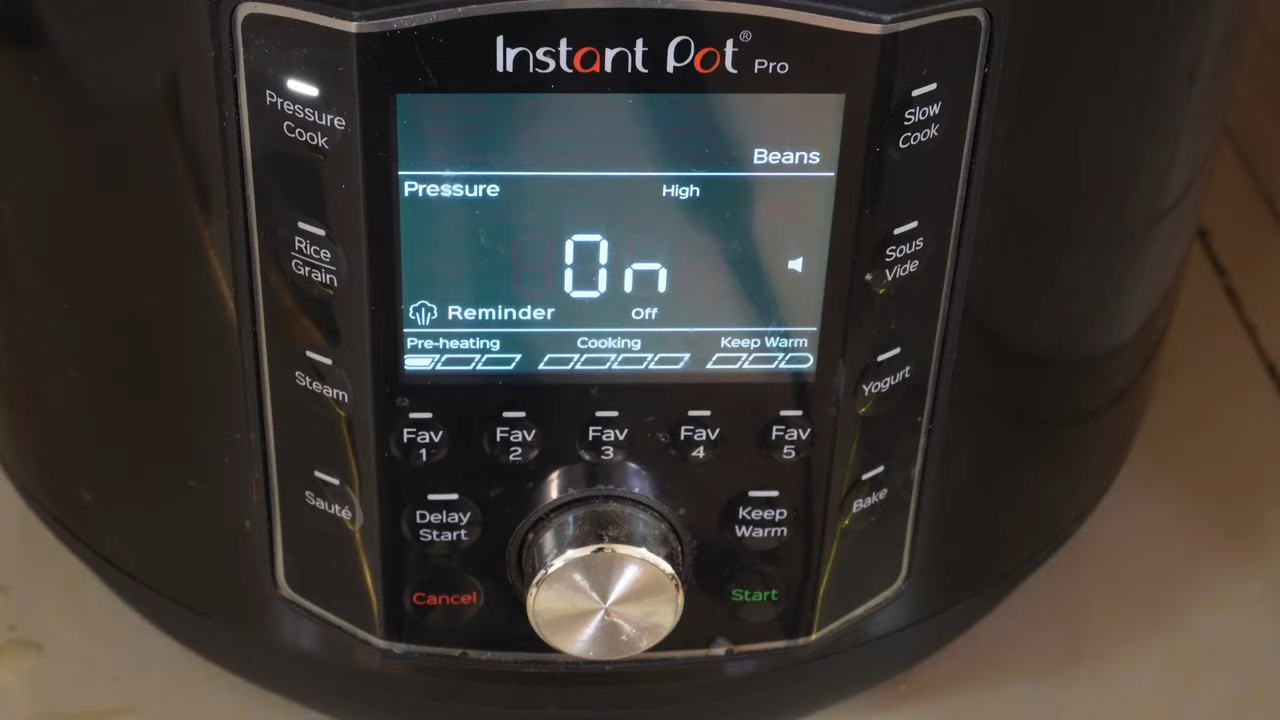 Instant Pot® Pro
Pressure
Cook
Rice
Grain
Steam
Sauté
Beans
Pressure High
On
Reminder Off
Pre-heating Cooking Keep Warm
Fav
1
Fav
2
Fav
3
Fav
4
Fav
5
Delay
Start
Keep
Warm
Cancel
Start
Slow
Cook
Sous
Vide
Yogurt
Bake